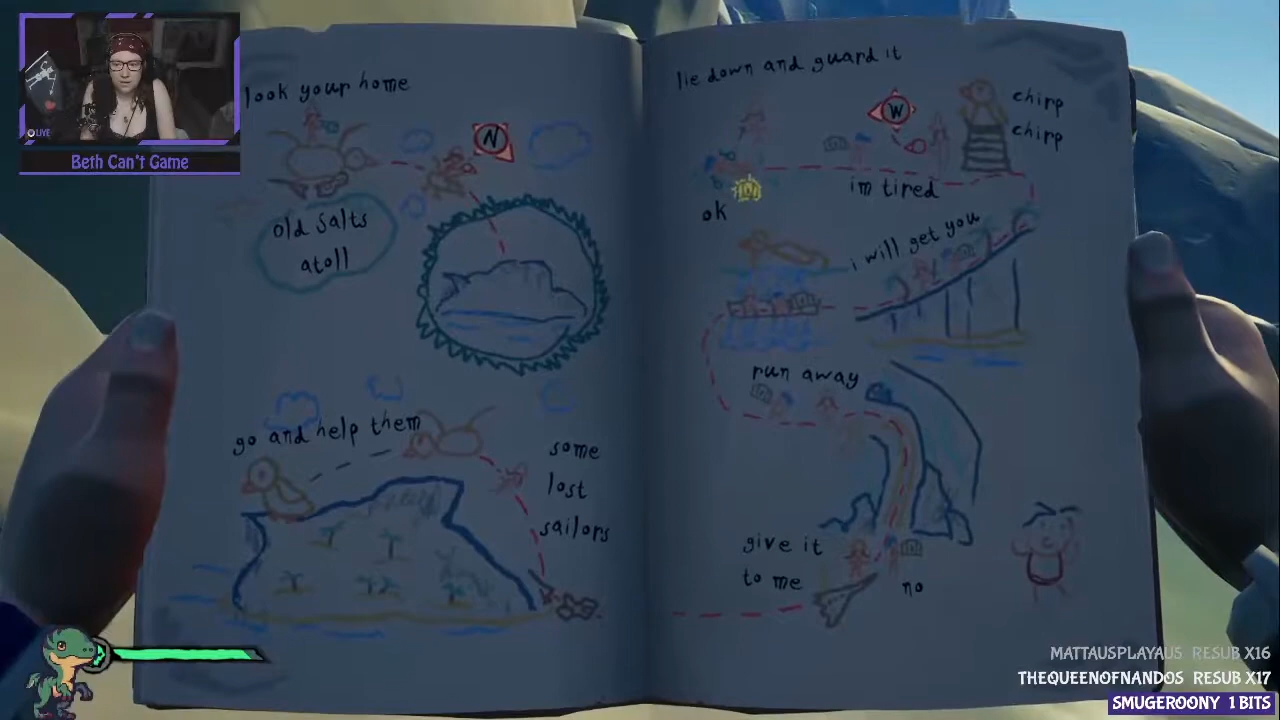 LIVE
Beth Can't Game
look your home
N
old salts
atoll
go and help them
some
lost
sailors
lie down and guard it
W
chirp
chirp
im tired
ok
i will get you
run away
give it
to me
no
MATTAUSPLAYAUS RESUB X16
THEQUEENOFNANDOS RESUB X17
SMUGEROONY 1 BITS